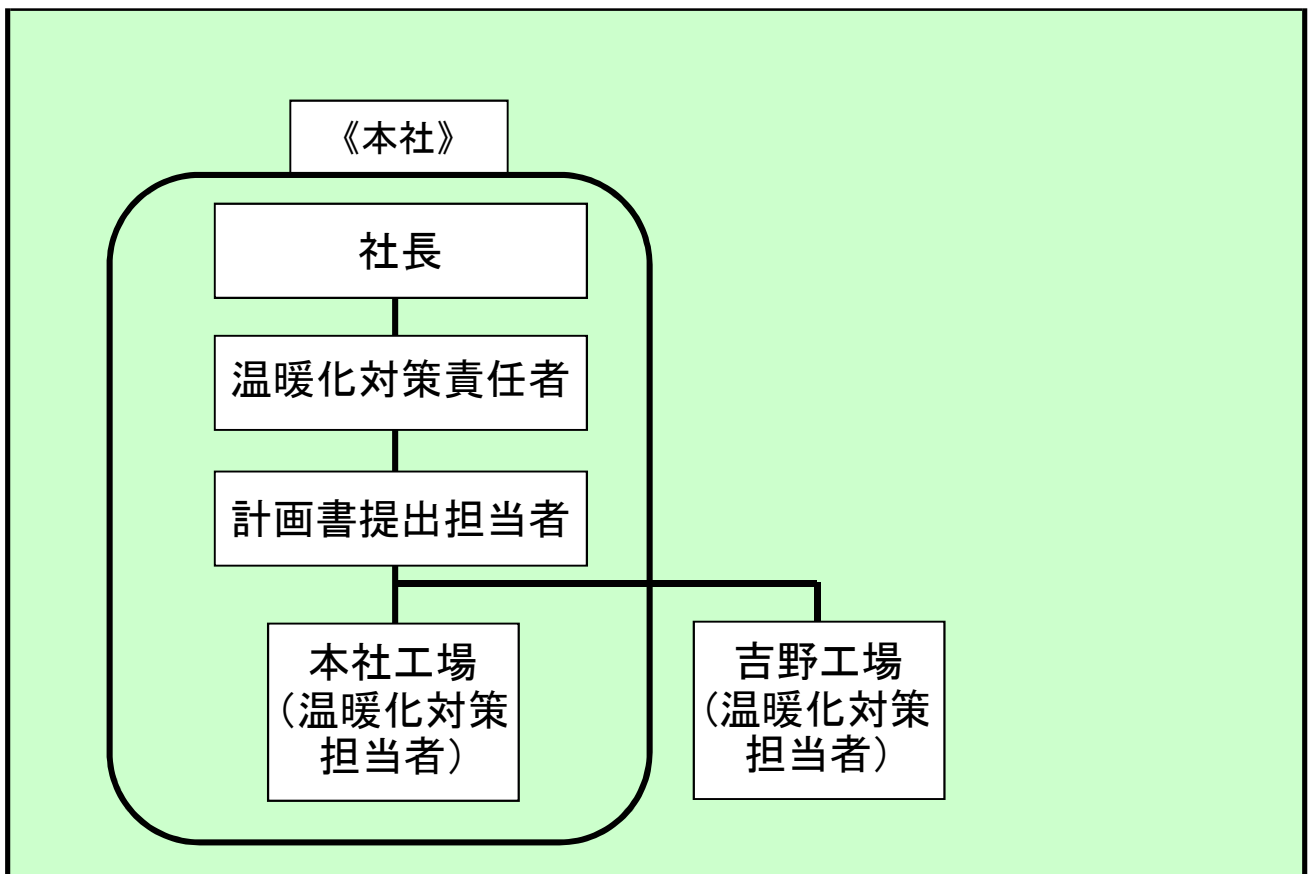 《本社》
社長
温暖化対策責任者
計画書提出担当者
本社工場
（温暖化対策
担当者）
吉野工場
（温暖化対策
担当者）